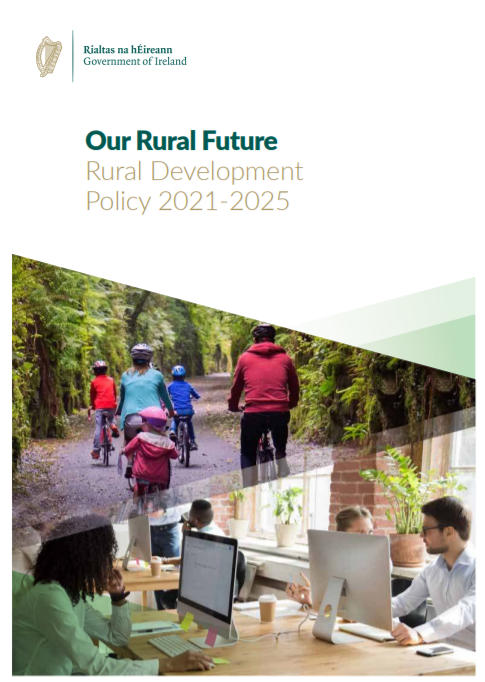 Rialtas na hÉireann
Government of Ireland
Our Rural Future
Rural Development
Policy 2021-2025